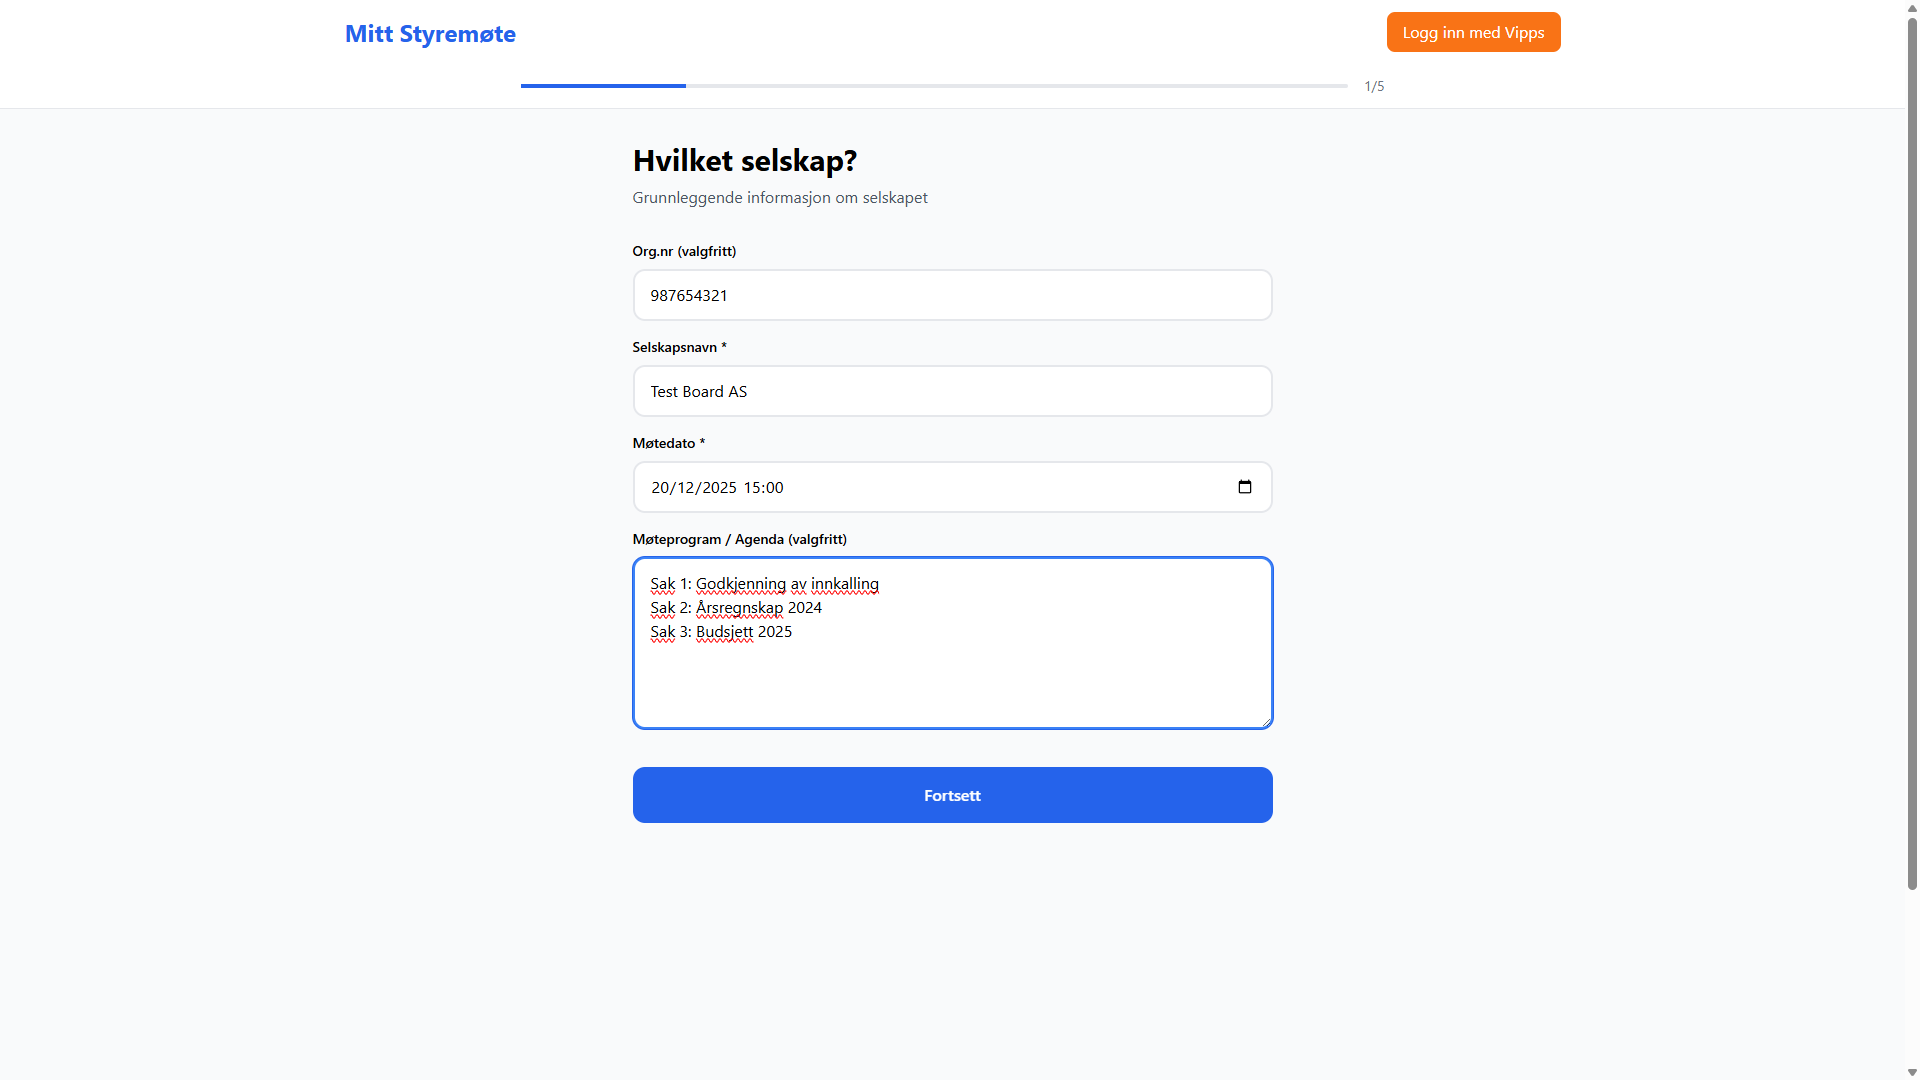 Mitt Styremøte
Logg inn med Vipps
1/5
Hvilket selskap?
Grunnleggende informasjon om selskapet
Org.nr (valgfritt)
987654321
Selskapsnavn *
Test Board AS
Møtedato *
20/12/2025 15:00
Møteprogram / Agenda (valgfritt)
Sak 1: Godkjenning av innkalling
Sak 2: Årsregnskap 2024
Sak 3: Budsjett 2025
Fortsett